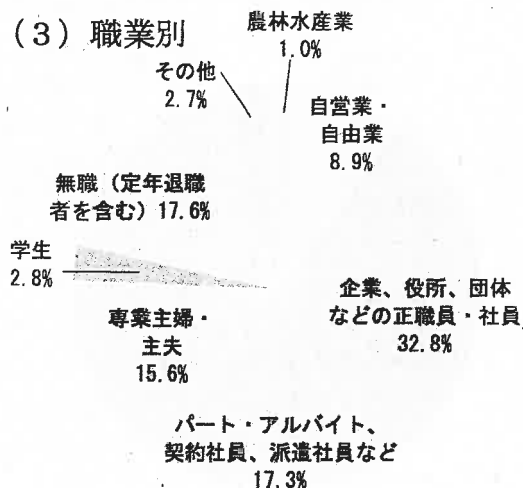 (3) 職業別
農林水産業
1.0%
その他
2.7%
自営業・
自由業
8.9%
無職（定年退職
者を含む）17.6%
学生
2.8%
企業、役所、団体
などの正職員・社員
32.8%
専業主婦・
主夫
15.6%
パート・アルバイト、
契約社員、派遣社員など
17.3%